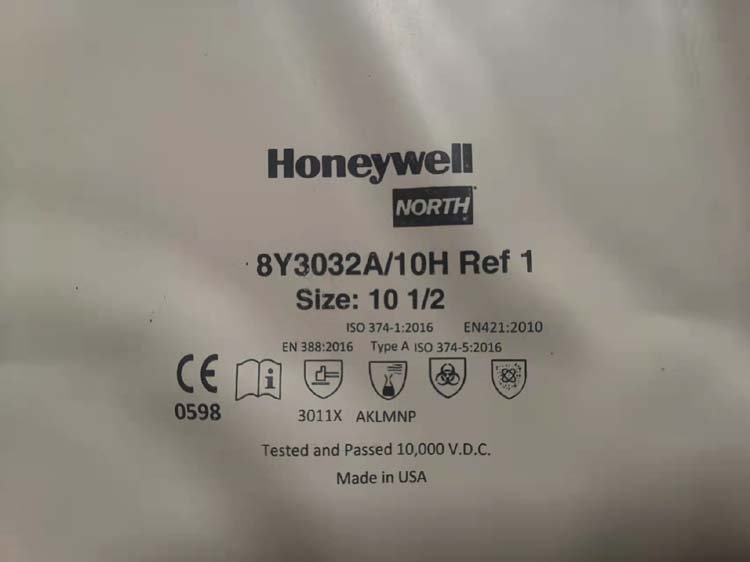 Honeywell
NORTH
8Y3032A/10H Ref 1
Size: 10 1/2
ISO 374-1:2016 EN421:2010
EN 388:2016 Type A ISO 374-5:2016
CE i
0598 3011X AKLMNP
Tested and Passed 10,000 V.D.C.
Made in USA